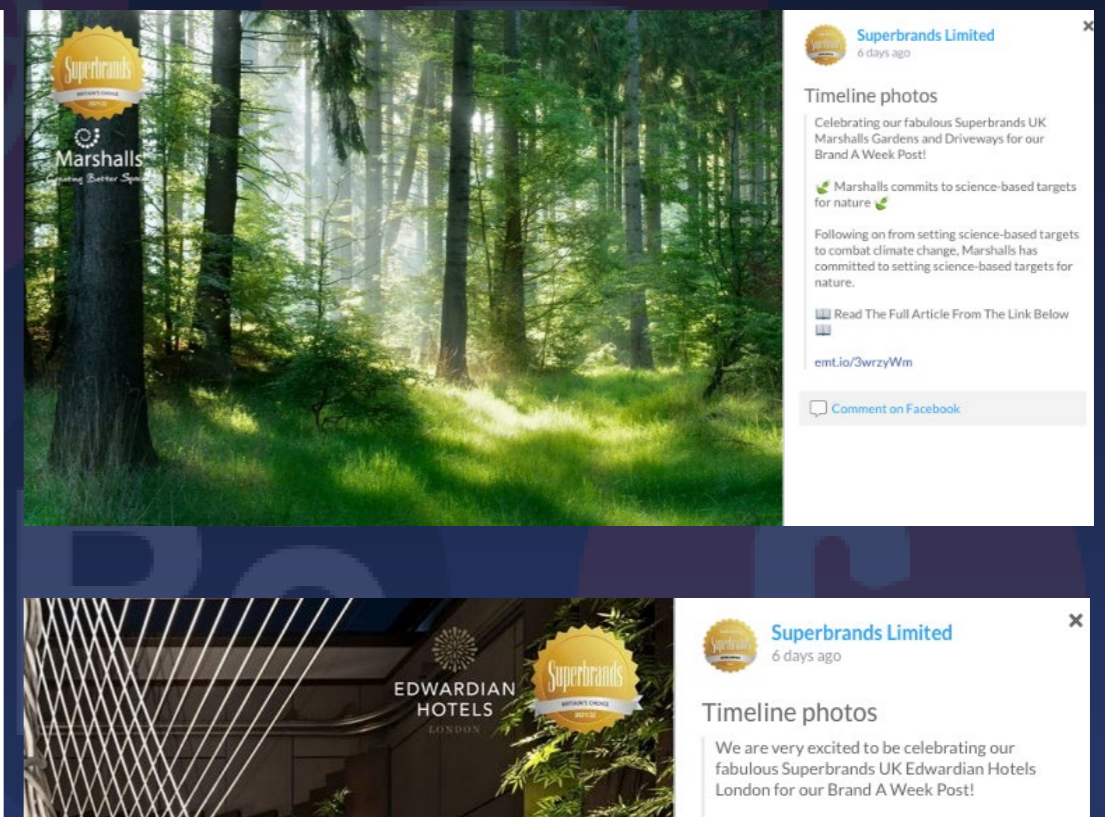 Superbrands
BRITAIN'S CHOICE
2021/22
Marshalls
Creating Better Spaces
Superbrands Limited
6 days ago
Timeline photos
Celebrating our fabulous Superbrands UK
Marshalls Gardens and Driveways for our
Brand A Week Post!
🌿 Marshalls commits to science-based targets
for nature 🌿
Following on from setting science-based targets
to combat climate change, Marshalls has
committed to setting science-based targets for
nature.
📖 Read The Full Article From The Link Below
📖
emt.io/3wrzyWm
Comment on Facebook
EDWARDIAN
HOTELS
LONDON
Superbrands
BRITAIN'S CHOICE
2021/22
Superbrands Limited
6 days ago
Timeline photos
We are very excited to be celebrating our
fabulous Superbrands UK Edwardian Hotels
London for our Brand A Week Post!